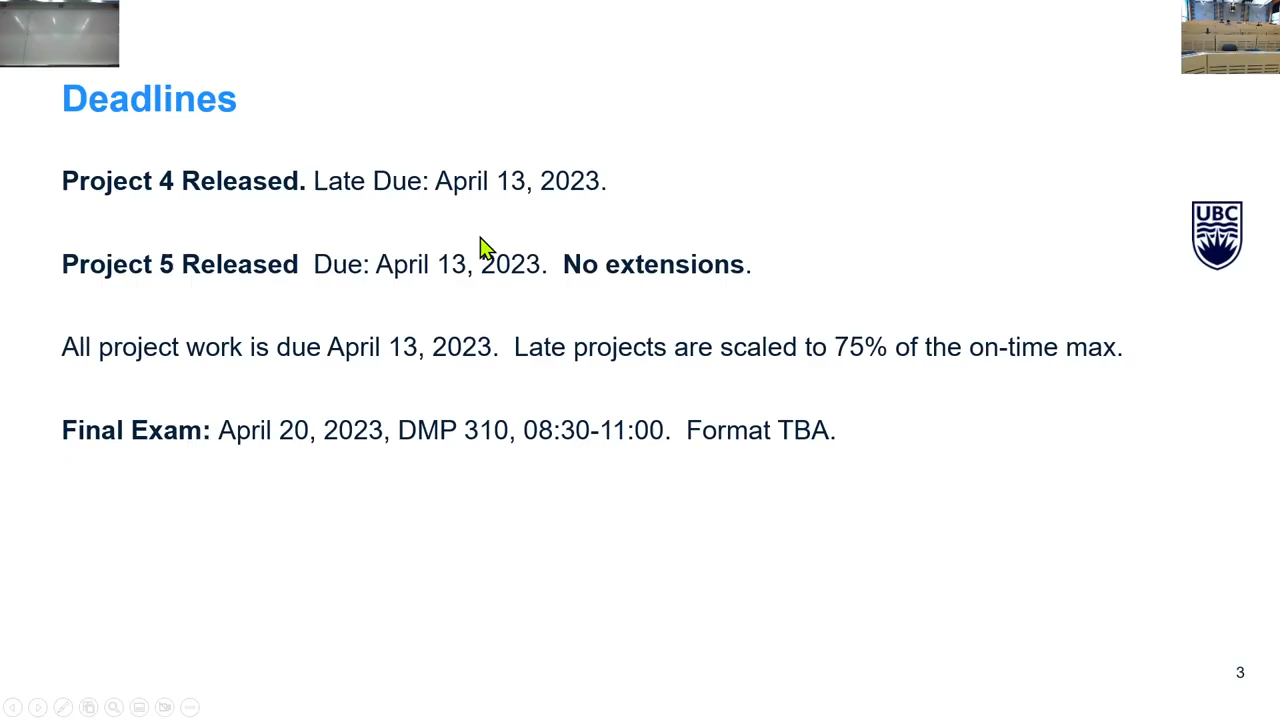 Deadlines
Project 4 Released. Late Due: April 13, 2023.
UBC
Project 5 Released  Due: April 13, 2023.  No extensions.
All project work is due April 13, 2023.  Late projects are scaled to 75% of the on-time max.
Final Exam: April 20, 2023, DMP 310, 08:30-11:00.  Format TBA.
3